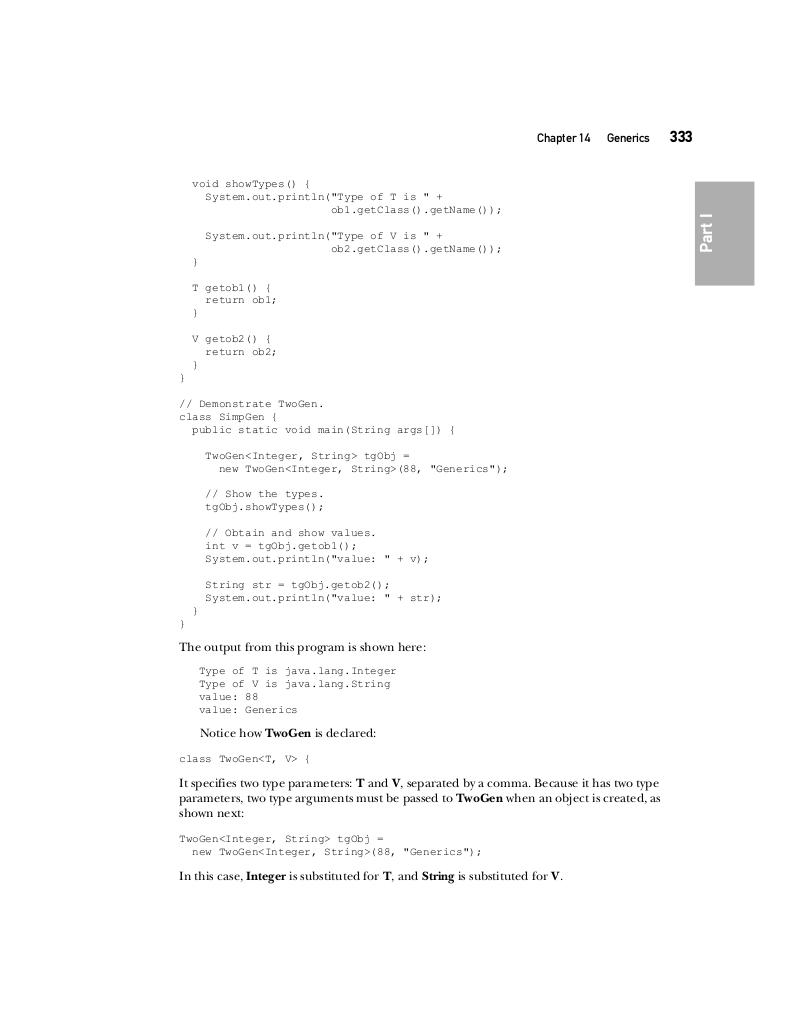 Chapter 14 Generics 333
Part I
void showTypes() {
System.out.println("Type of T is " +
ob1.getClass().getName());
System.out.println("Type of V is " +
ob2.getClass().getName());
}
T getob1() {
return ob1;
}
V getob2() {
return ob2;
}
}
// Demonstrate TwoGen.
class SimpGen {
public static void main(String args[]) {
TwoGen<Integer, String> tgObj =
new TwoGen<Integer, String>(88, "Generics");
// Show the types.
tgObj.showTypes();
// Obtain and show values.
int v = tgObj.getob1();
System.out.println("value: " + v);
String str = tgObj.getob2();
System.out.println("value: " + str);
}
}
The output from this program is shown here:
Type of T is java.lang.Integer
Type of V is java.lang.String
value: 88
value: Generics
Notice how TwoGen is declared:
class TwoGen<T, V> {
It specifies two type parameters: T and V, separated by a comma. Because it has two type
parameters, two type arguments must be passed to TwoGen when an object is created, as
shown next:
TwoGen<Integer, String> tgObj =
new TwoGen<Integer, String>(88, "Generics");
In this case, Integer is substituted for T, and String is substituted for V.